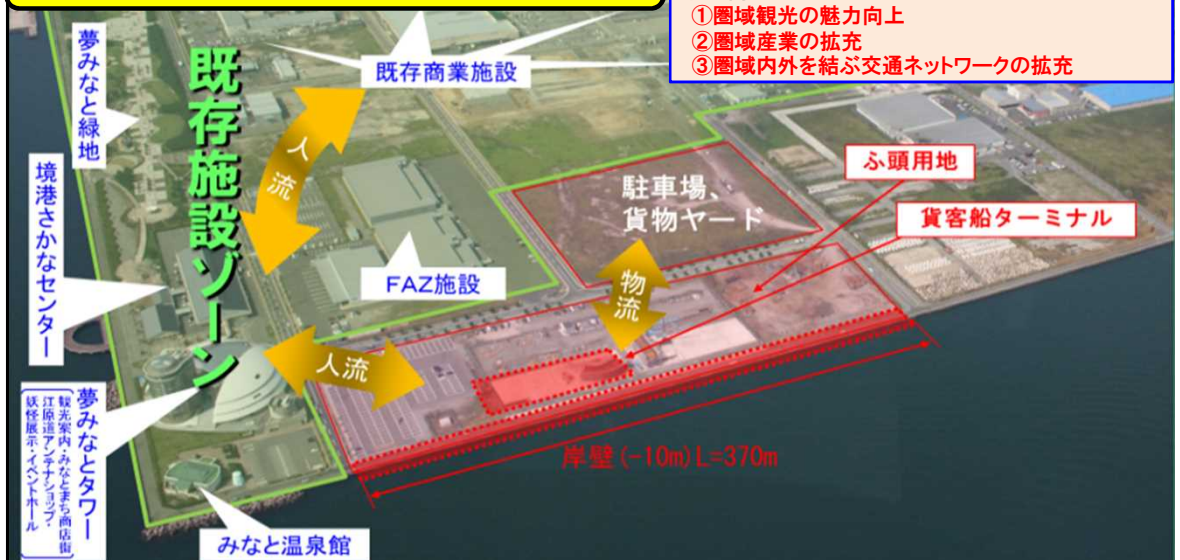 ①圏域観光の魅力向上
②圏域産業の拡充
③圏域内外を結ぶ交通ネットワークの拡充
夢みなと緑地
既存施設ゾーン
既存商業施設
人流
境港さかなセンター
駐車場、
貨物ヤード
ふ頭用地
貨客船ターミナル
FAZ施設
物流
人流
夢みなとタワー
観光案内・みなとまち商店街
江原道アンテナショップ・
妖怪展示・イベントホール
岸壁(-10m)L=370m
みなと温泉館